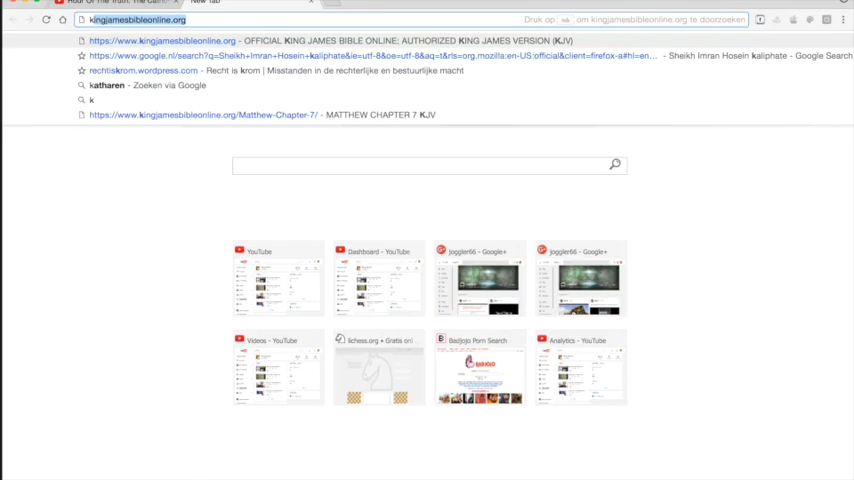 Hour Of The Truth: The Catho
New Tab
kingjamesbibleonline.org
Druk op
om kingjamesbibleonline.org te doorzoeken
https://www.kingjamesbibleonline.org - OFFICIAL KING JAMES BIBLE ONLINE: AUTHORIZED KING JAMES VERSION (KJV)
https://www.google.nl/search?q=Sheikh+Imran+Hosein+kaliphate&ie=utf-8&oe=utf-8&aq=t&rls=org.mozilla:en-US:official&client=firefox-a#hl=en... - Sheikh Imran Hosein kaliphate - Google Search
rechtiskrom.wordpress.com - Recht is krom | Misstanden in de rechterlijke en bestuurlijke macht
katharen - Zoeken via Google
k
https://www.kingjamesbibleonline.org/Matthew-Chapter-7/ - MATTHEW CHAPTER 7 KJV
YouTube
Dashboard - YouTube
joggler66 - Google+
joggler66 - Google+
Videos - YouTube
lichess.org • Gratis onl
Badjojo Porn Search
Analytics - YouTube
BADJOJO